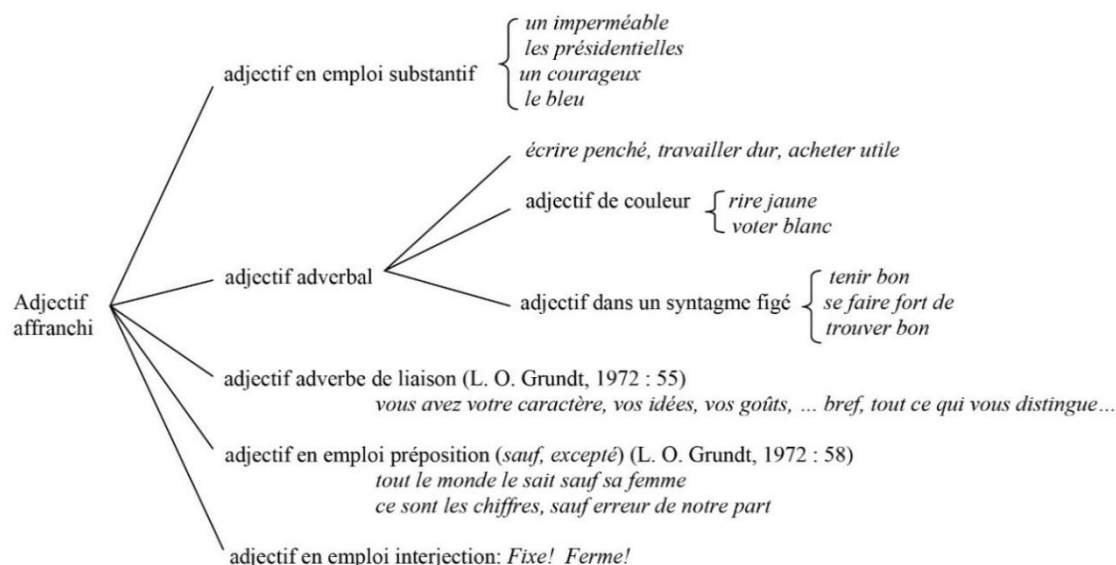 adjectif en emploi substantif
un imperméable
les présidentielles
un courageux
le bleu
écrire penché, travailler dur, acheter utile
adjectif de couleur
rire jaune
voter blanc
adjectif adverbal
adjectif dans un syntagme figé
tenir bon
se faire fort de
trouver bon
Adjectif
affranchi
adjectif adverbe de liaison (L. O. Grundt, 1972 : 55)
vous avez votre caractère, vos idées, vos goûts, … bref, tout ce qui vous distingue…
adjectif en emploi préposition (sauf, excepté) (L. O. Grundt, 1972 : 58)
tout le monde le sait sauf sa femme
ce sont les chiffres, sauf erreur de notre part
adjectif en emploi interjection: Fixe! Ferme!